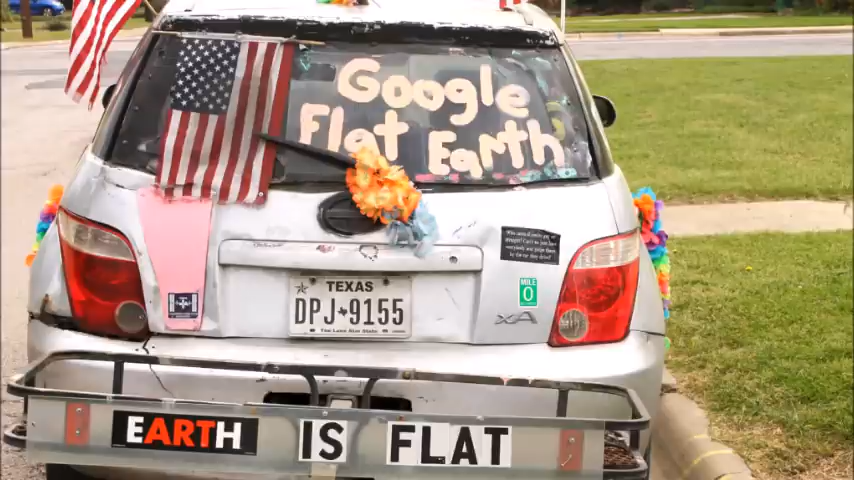 Google
Flat
Earth
MILE
0
TEXAS
DPJ★9155
The Lone Star State
XA
EARTH IS FLAT